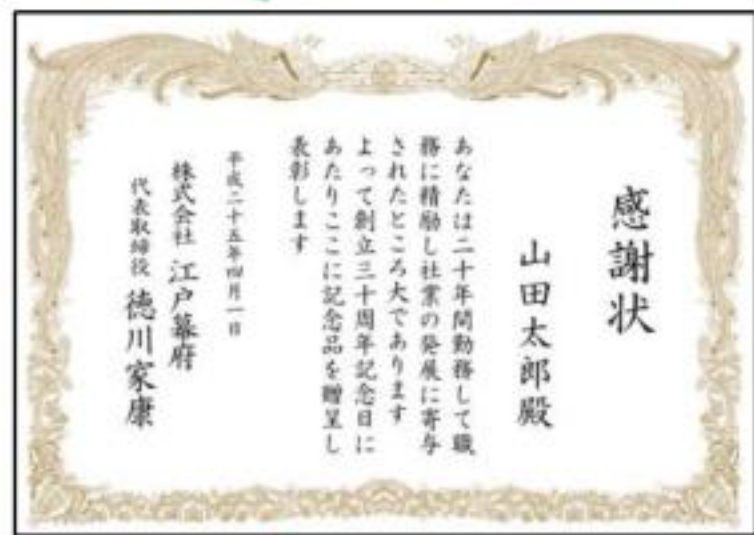 感謝状
山田太郎殿
あなたは二十年間勤務して職
務に精励し社業の発展に寄与
されたところ大であります
よって創立三十周年記念日に
あたりここに記念品を贈呈し
表彰します
平成二十五年四月一日
株式会社 江戸幕府
代表取締役 徳川家康